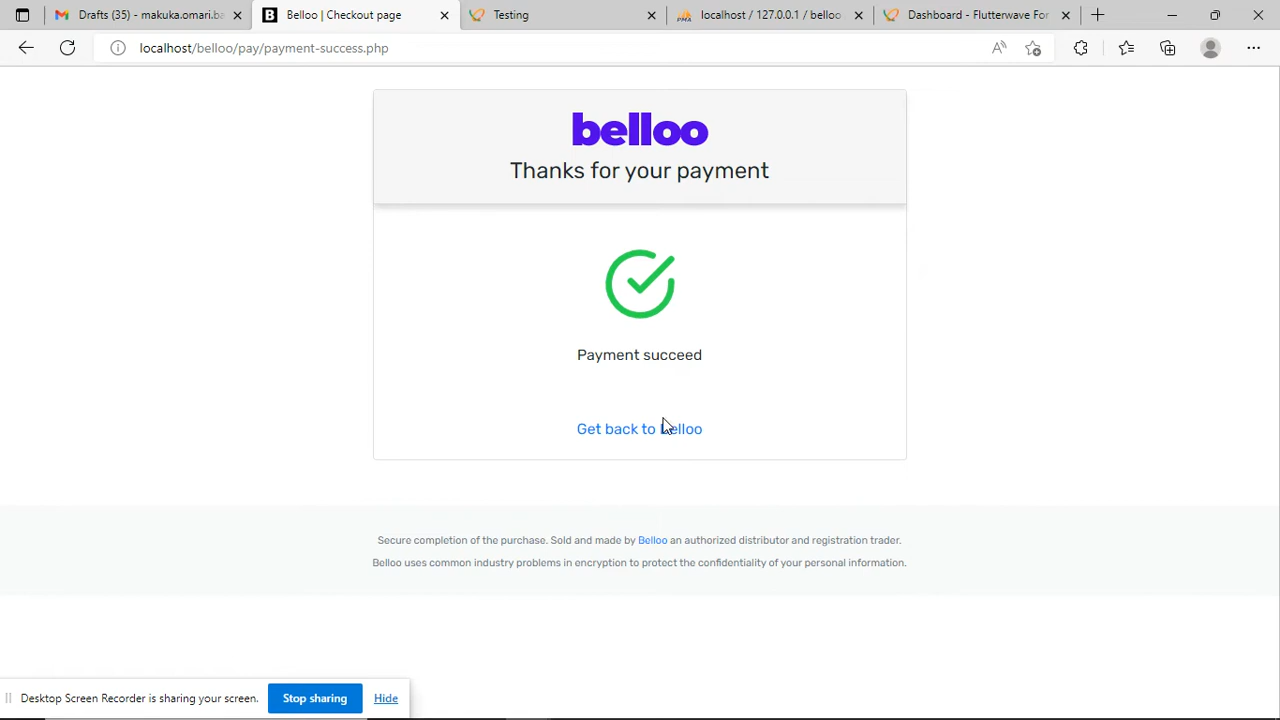 Drafts (35) - makuka.omari.ba
Belloo | Checkout page
Testing
localhost / 127.0.0.1 / belloo
Dashboard - Flutterwave For
localhost/belloo/pay/payment-success.php
belloo
Thanks for your payment
Payment succeed
Get back to Belloo
Secure completion of the purchase. Sold and made by Belloo an authorized distributor and registration trader.
Belloo uses common industry problems in encryption to protect the confidentiality of your personal information.
Desktop Screen Recorder is sharing your screen.
Stop sharing
Hide